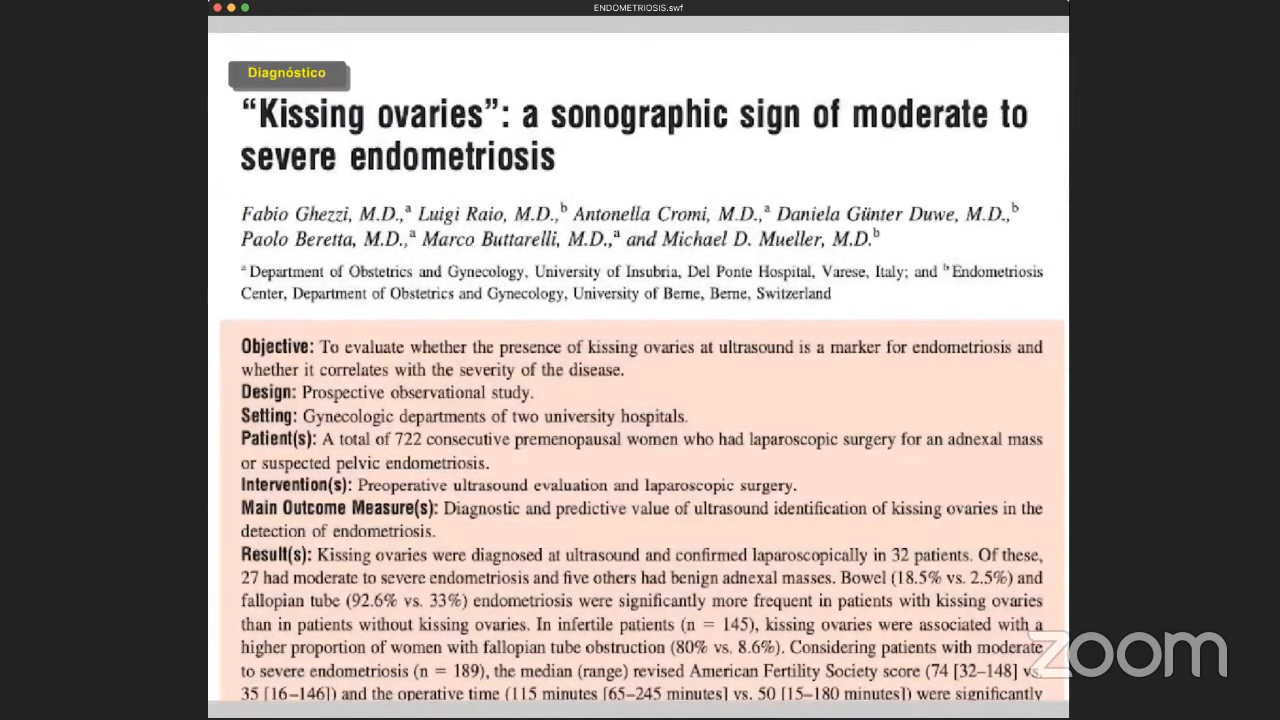 ENDOMETRIOSIS.swf
Diagnóstico
“Kissing ovaries”: a sonographic sign of moderate to
severe endometriosis
Fabio Ghezzi, M.D.,a Luigi Raio, M.D.,b Antonella Cromi, M.D.,a Daniela Günter Duwe, M.D.,b
Paolo Beretta, M.D.,a Marco Buttarelli, M.D.,a and Michael D. Mueller, M.D.b
a Department of Obstetrics and Gynecology, University of Insubria, Del Ponte Hospital, Varese, Italy; and b Endometriosis
Center, Department of Obstetrics and Gynecology, University of Berne, Berne, Switzerland
Objective: To evaluate whether the presence of kissing ovaries at ultrasound is a marker for endometriosis and
whether it correlates with the severity of the disease.
Design: Prospective observational study.
Setting: Gynecologic departments of two university hospitals.
Patient(s): A total of 722 consecutive premenopausal women who had laparoscopic surgery for an adnexal mass
or suspected pelvic endometriosis.
Intervention(s): Preoperative ultrasound evaluation and laparoscopic surgery.
Main Outcome Measure(s): Diagnostic and predictive value of ultrasound identification of kissing ovaries in the
detection of endometriosis.
Result(s): Kissing ovaries were diagnosed at ultrasound and confirmed laparoscopically in 32 patients. Of these,
27 had moderate to severe endometriosis and five others had benign adnexal masses. Bowel (18.5% vs. 2.5%) and
fallopian tube (92.6% vs. 33%) endometriosis were significantly more frequent in patients with kissing ovaries
than in patients without kissing ovaries. In infertile patients (n = 145), kissing ovaries were associated with a
higher proportion of women with fallopian tube obstruction (80% vs. 8.6%). Considering patients with moderate
to severe endometriosis (n = 189), the median (range) revised American Fertility Society score (74 [32–148] vs.
35 [16–146]) and the operative time (115 minutes [65–245 minutes] vs. 50 [15–180 minutes]) were significantly
zoom